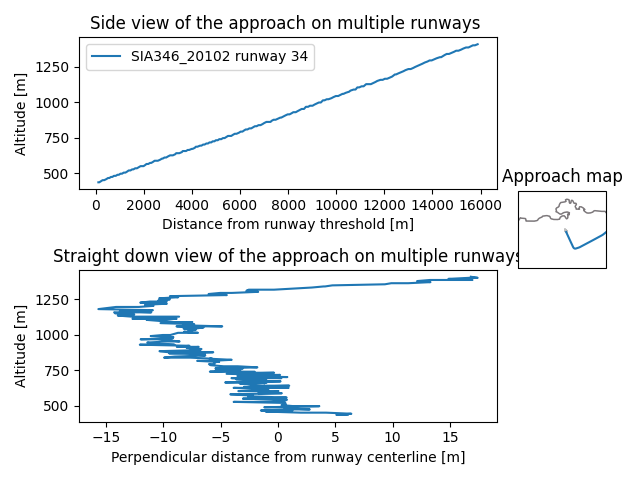 Side view of the approach on multiple runways
SIA346_20102 runway 34
Altitude [m]
1250
1000
750
500
0 2000 4000 6000 8000 10000 12000 14000 16000
Distance from runway threshold [m]
Approach map
Straight down view of the approach on multiple runways
Altitude [m]
1250
1000
750
500
−15 −10 −5 0 5 10 15
Perpendicular distance from runway centerline [m]